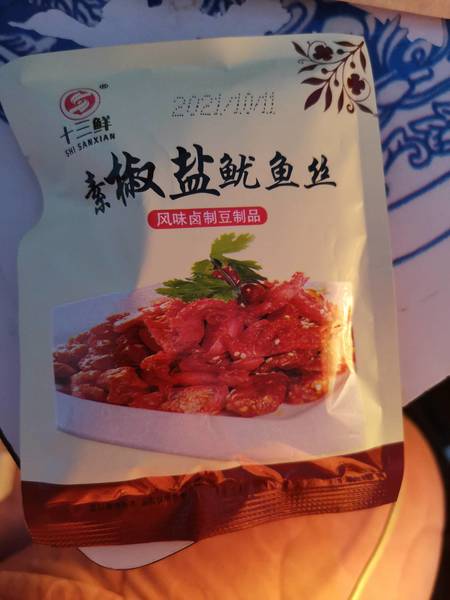 2021/10/11
®
十三鲜
SHI SANXIAN
素椒盐鱿鱼丝
风味卤制豆制品